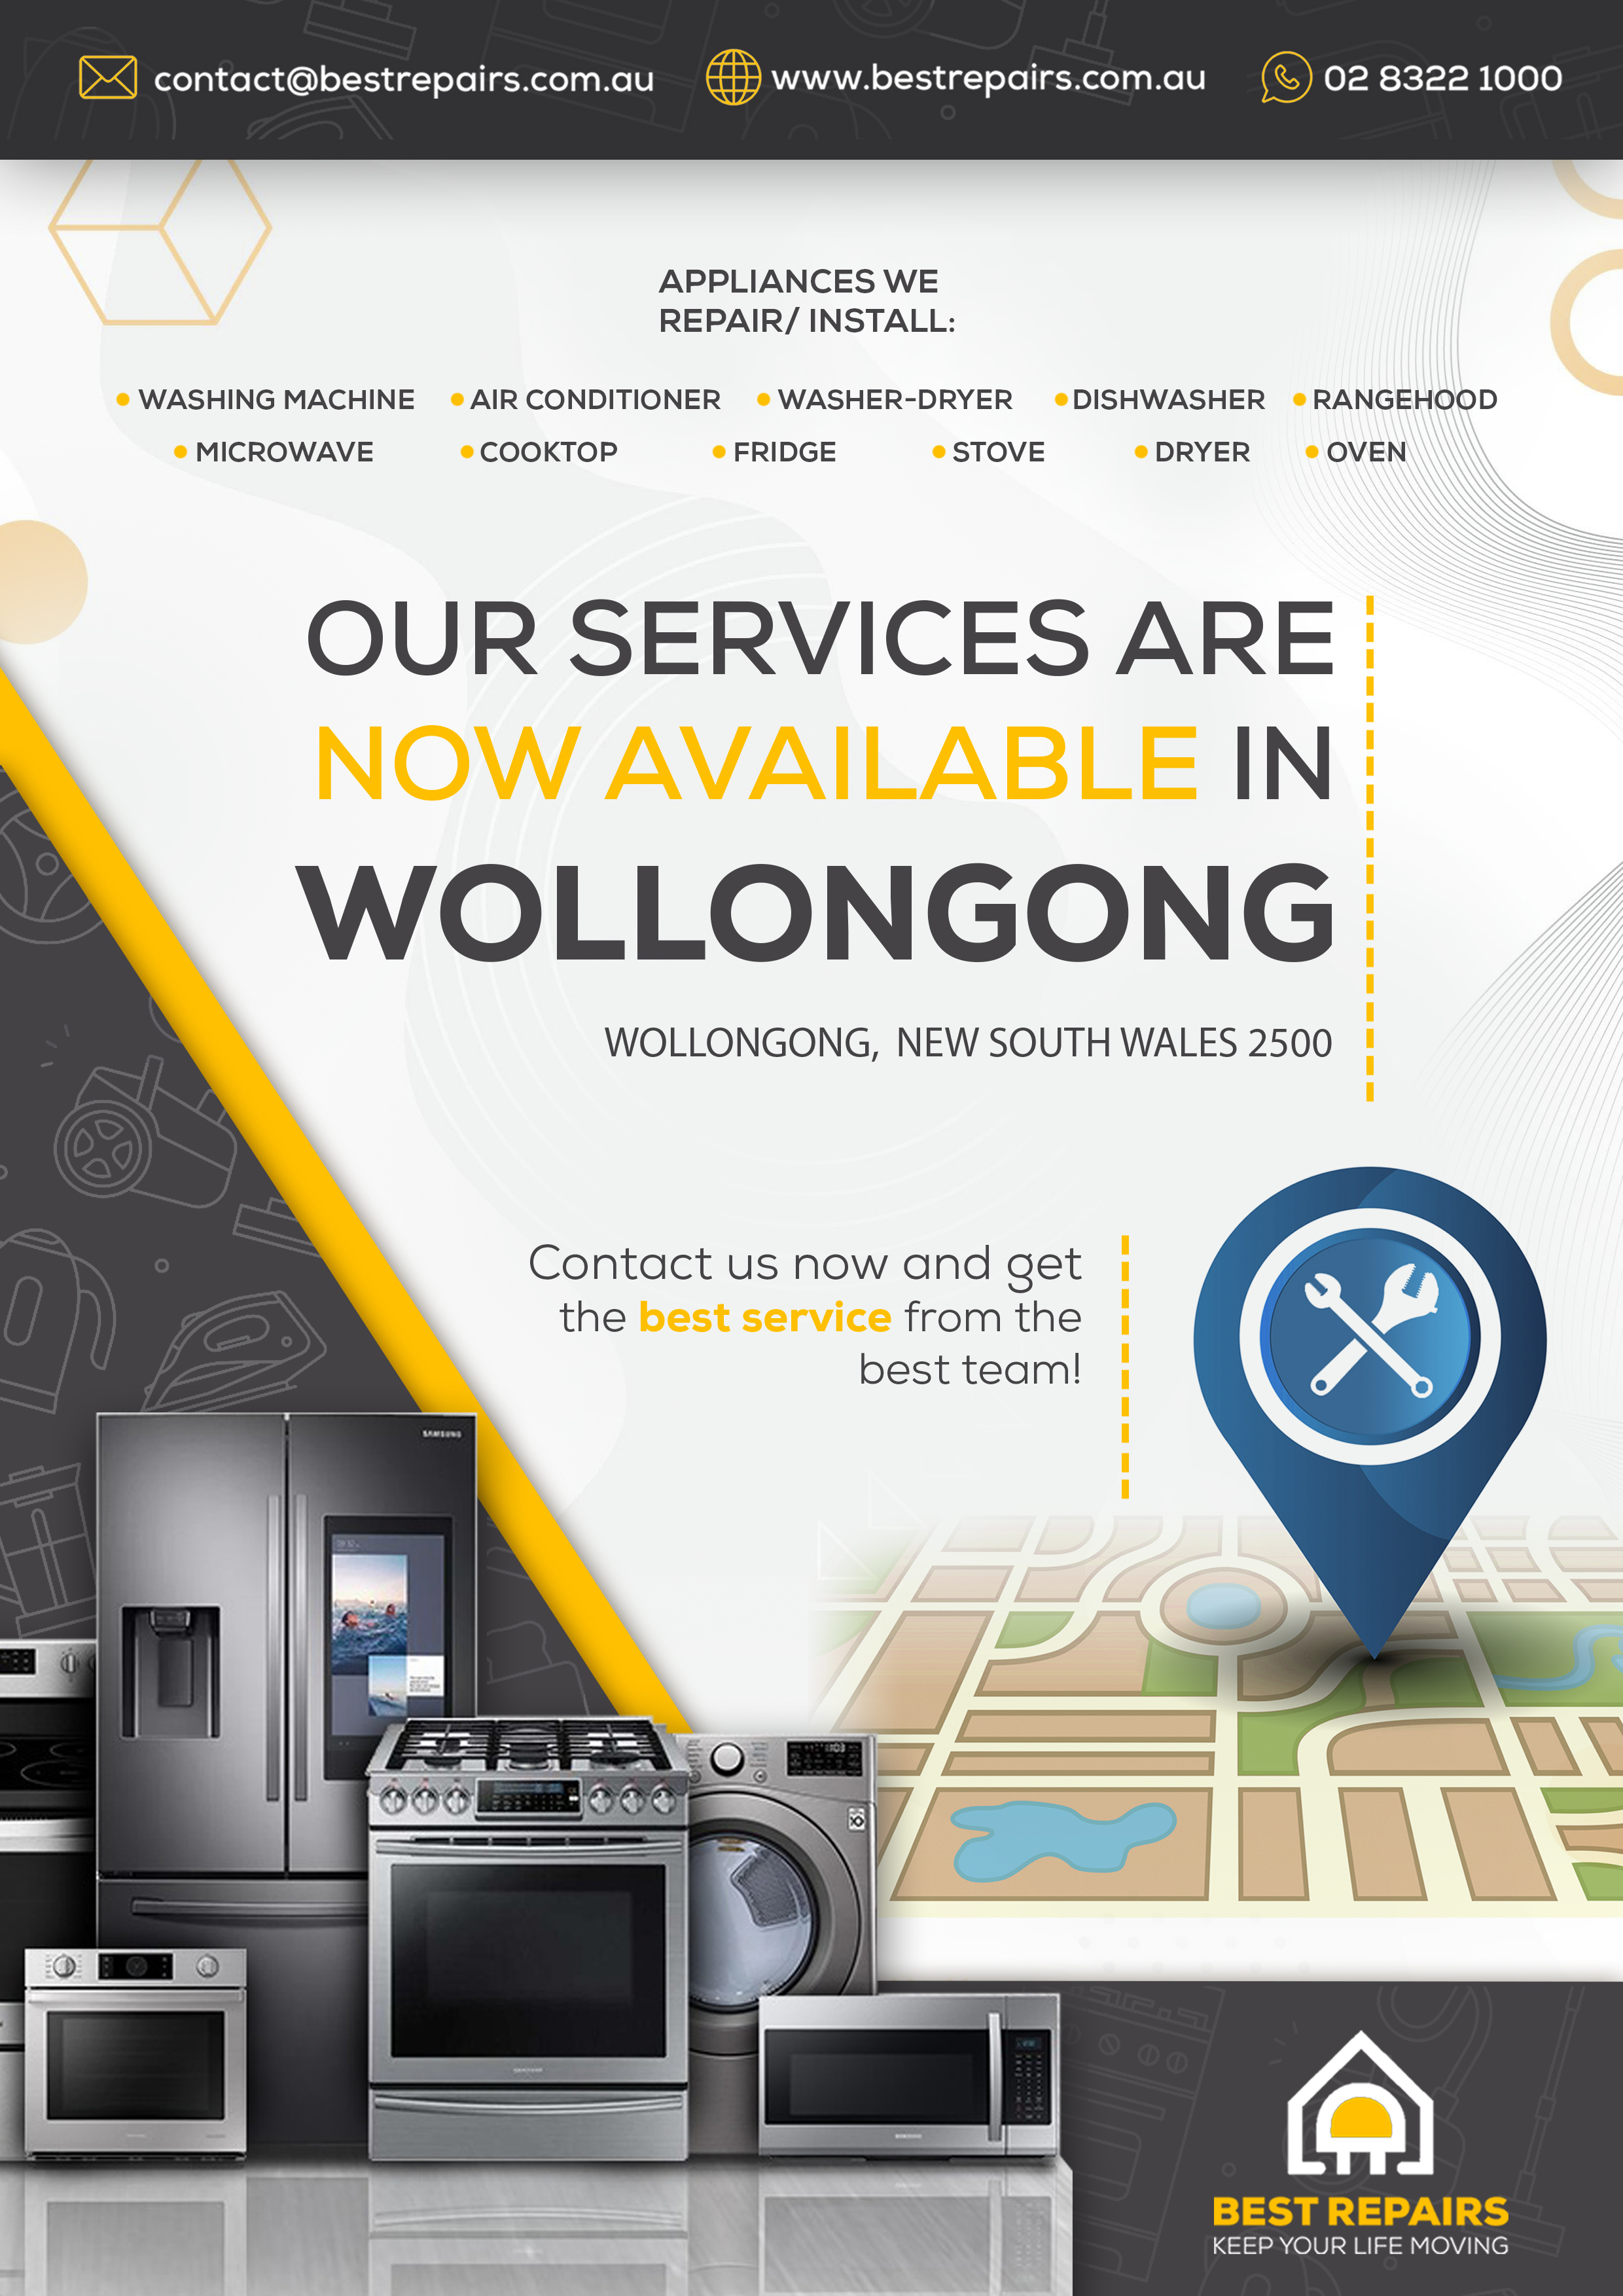 contact@bestrepairs.com.au www.bestrepairs.com.au 02 8322 1000
APPLIANCES WE
REPAIR/ INSTALL:
• WASHING MACHINE • AIR CONDITIONER • WASHER-DRYER • DISHWASHER • RANGEHOOD
• MICROWAVE • COOKTOP • FRIDGE • STOVE • DRYER • OVEN
OUR SERVICES ARE
NOW AVAILABLE IN
WOLLONGONG
WOLLONGONG, NEW SOUTH WALES 2500
Contact us now and get
the best service from the
best team!
SAMSUNG
BEST REPAIRS
KEEP YOUR LIFE MOVING